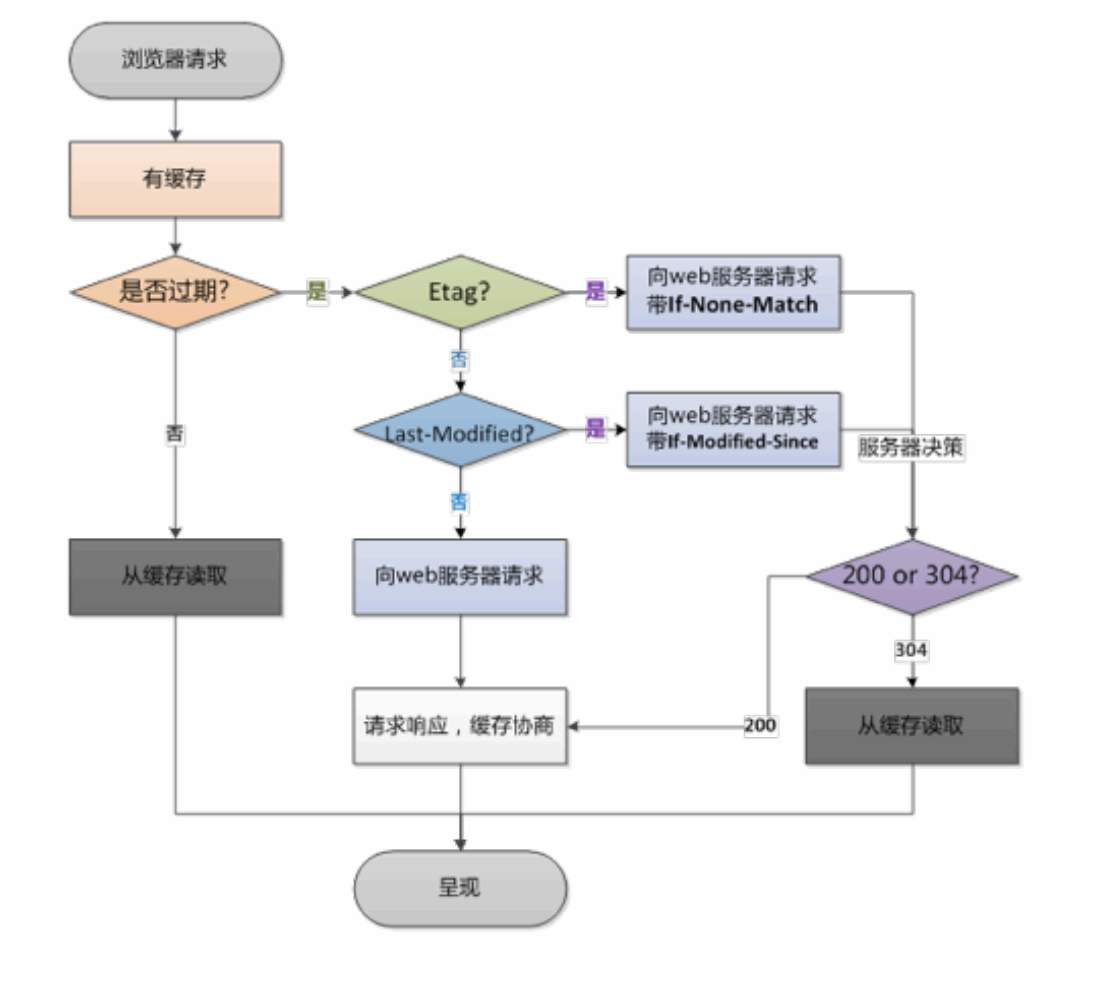 浏览器请求
有缓存
是否过期?
是
Etag?
是
向web服务器请求
带If-None-Match
否
否
Last-Modified?
是
向web服务器请求
带If-Modified-Since
服务器决策
否
从缓存读取
向web服务器请求
200 or 304?
304
请求响应，缓存协商
200
从缓存读取
呈现